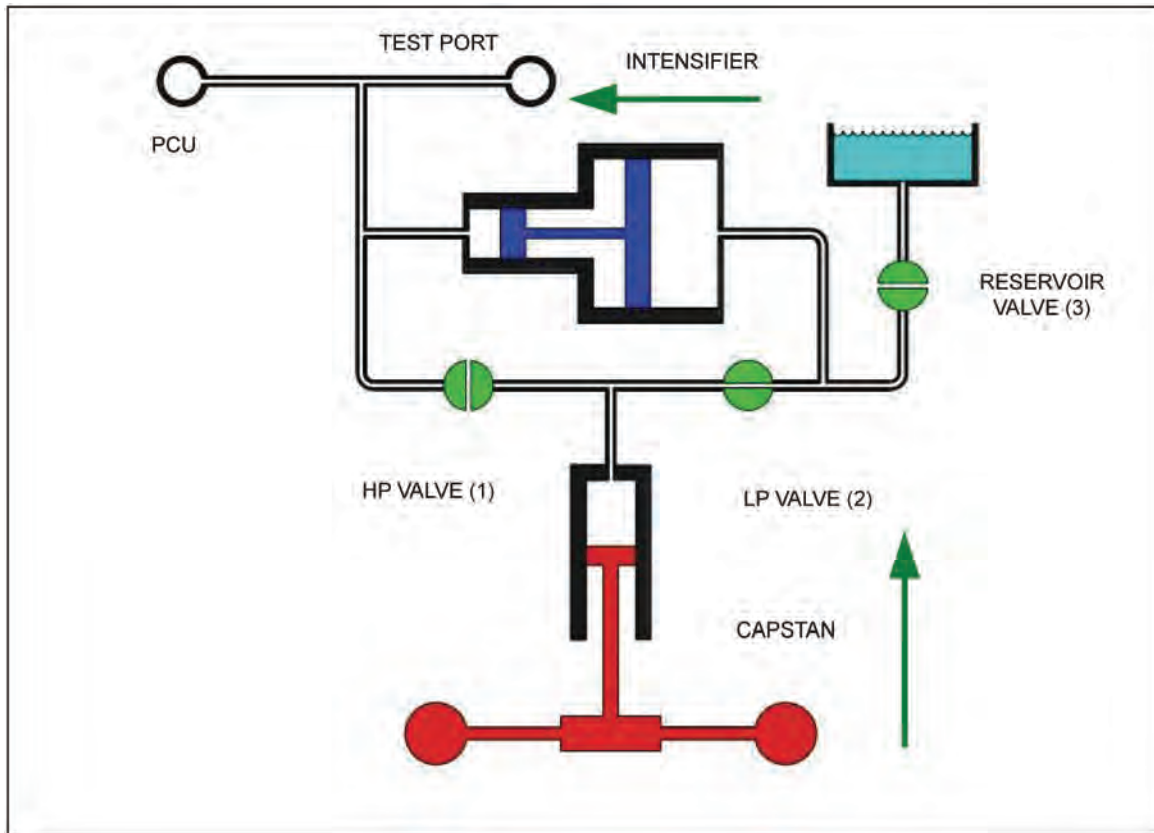 TEST PORT
INTENSIFIER
PCU
RESERVOIR
VALVE (3)
HP VALVE (1)
LP VALVE (2)
CAPSTAN